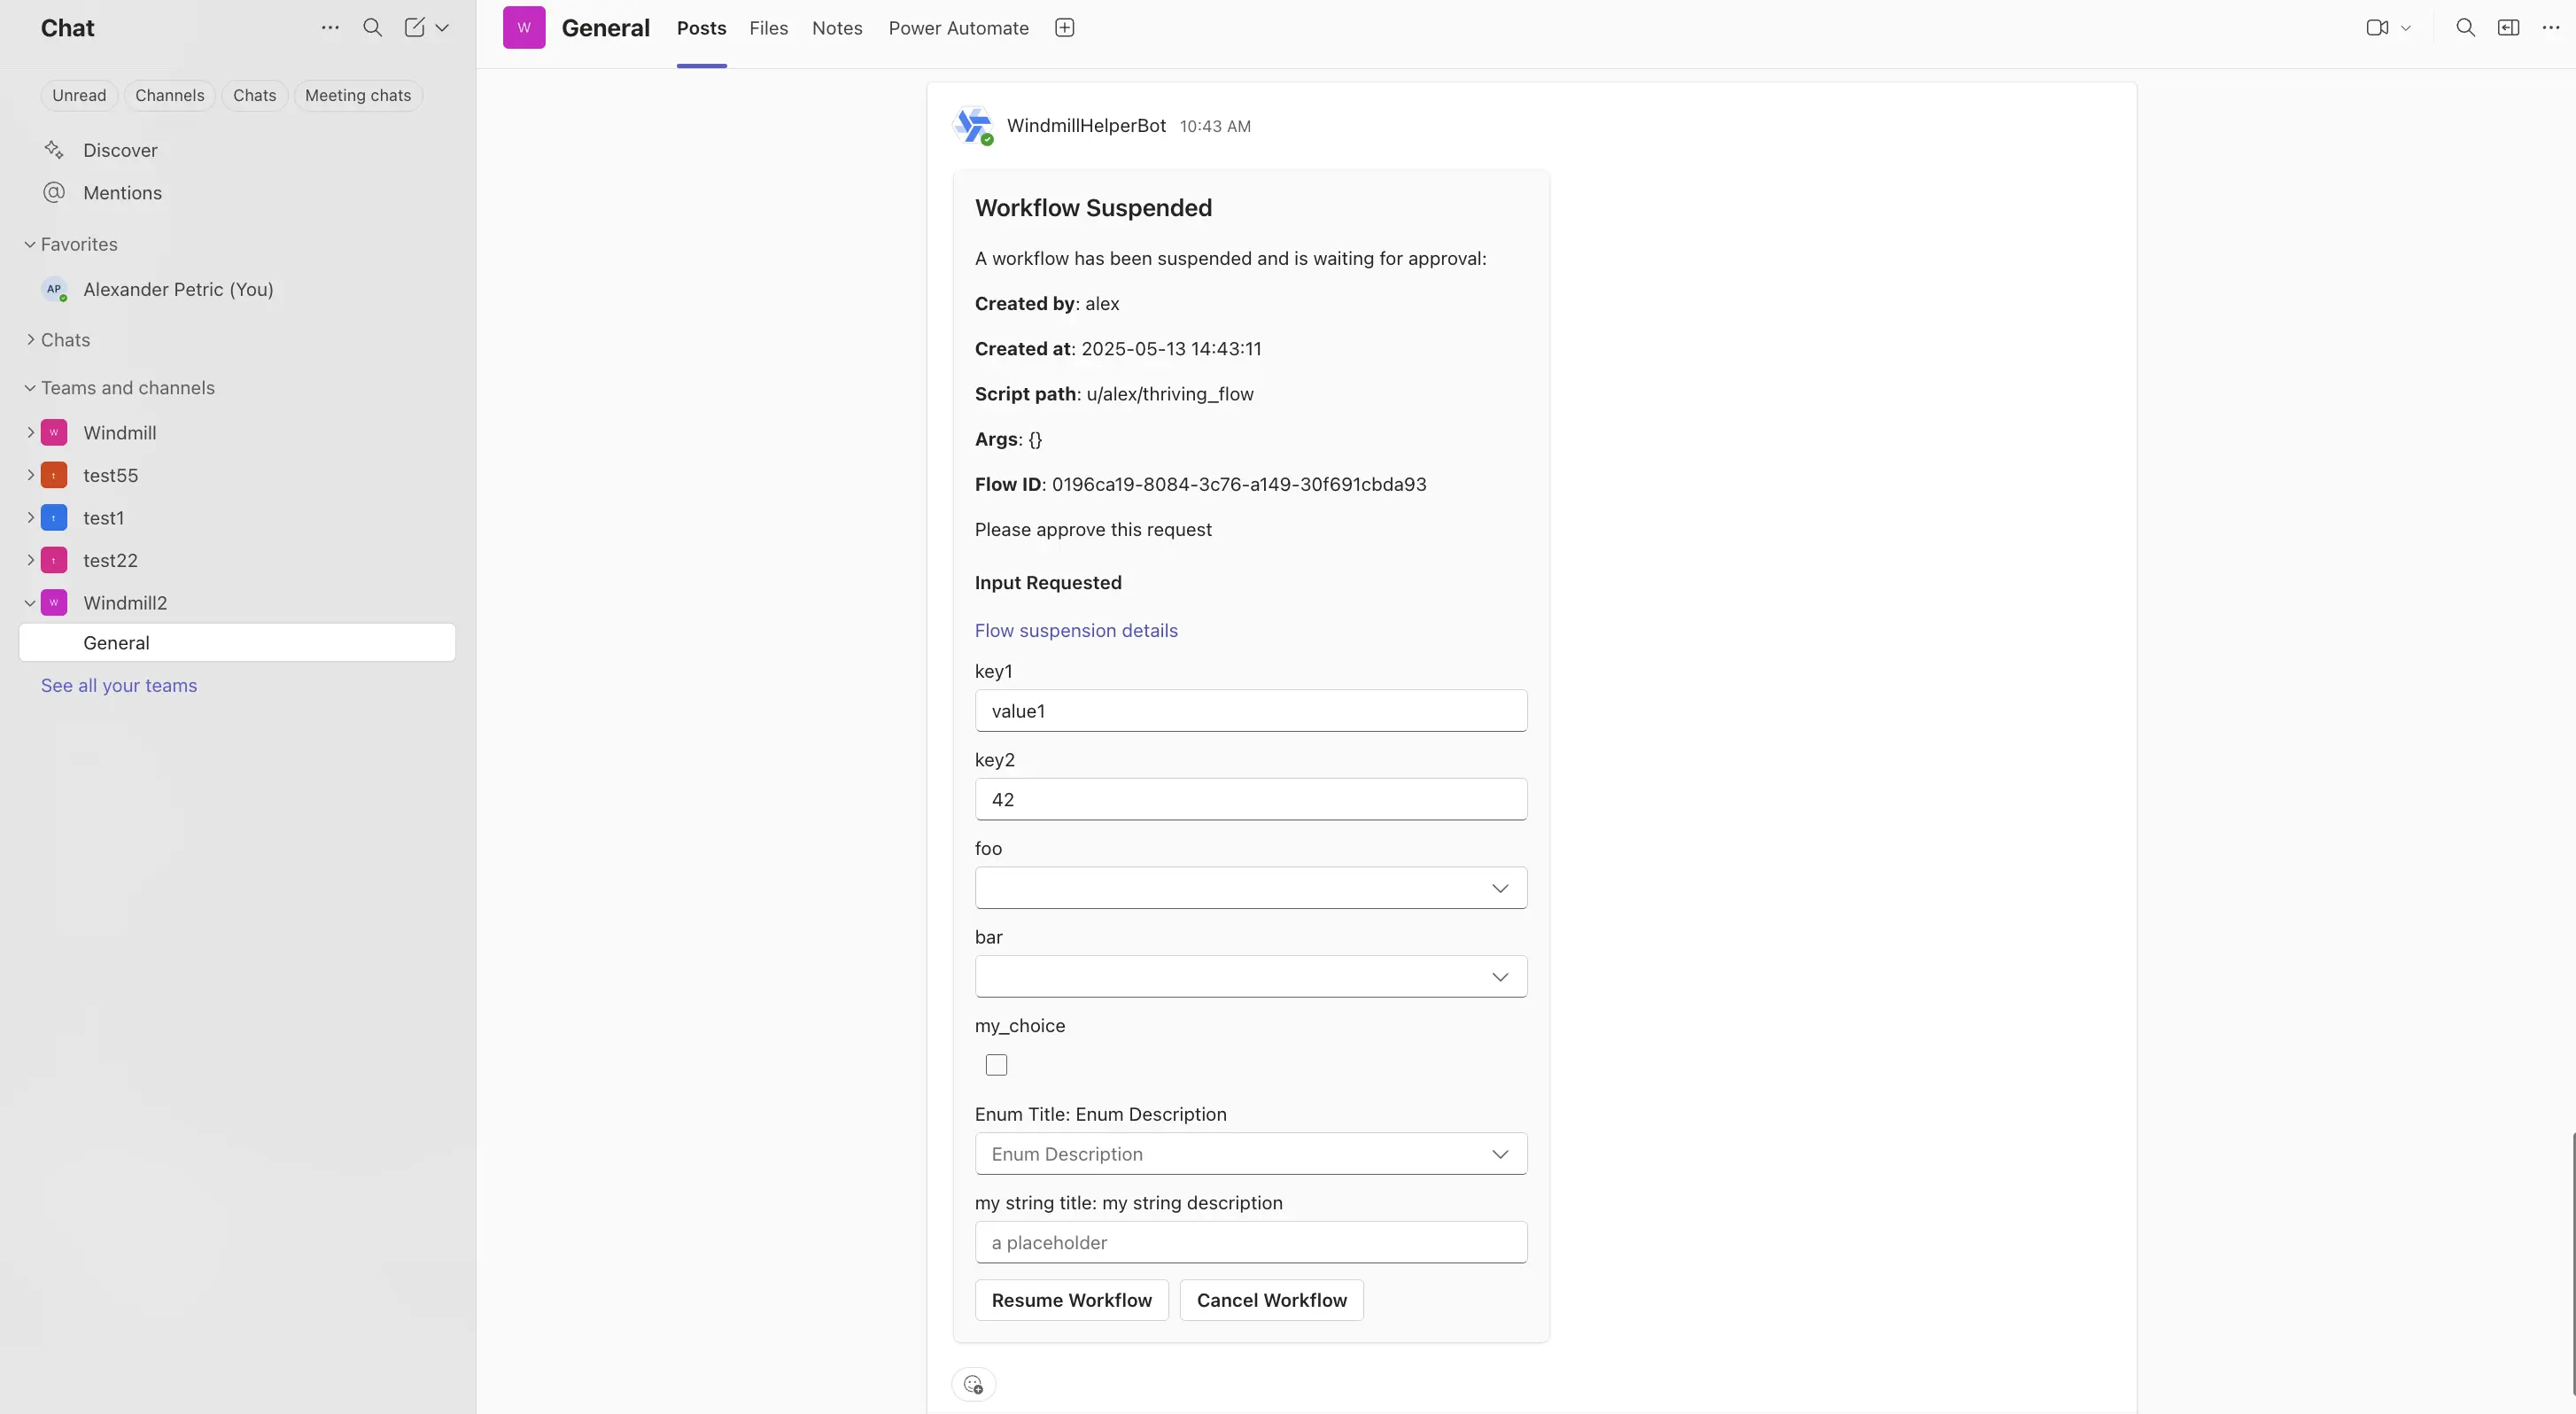 Chat
Unread
Channels
Chats
Meeting chats
Discover
Mentions
Favorites
AP
Alexander Petric (You)
Chats
Teams and channels
W
Windmill
t
test55
t
test1
t
test22
W
Windmill2
General
See all your teams
W
General
Posts
Files
Notes
Power Automate
WindmillHelperBot 10:43 AM
Workflow Suspended
A workflow has been suspended and is waiting for approval:
Created by: alex
Created at: 2025-05-13 14:43:11
Script path: u/alex/thriving_flow
Args: {}
Flow ID: 0196ca19-8084-3c76-a149-30f691cbda93
Please approve this request
Input Requested
Flow suspension details
key1
value1
key2
42
foo
bar
my_choice
Enum Title: Enum Description
Enum Description
my string title: my string description
a placeholder
Resume Workflow
Cancel Workflow